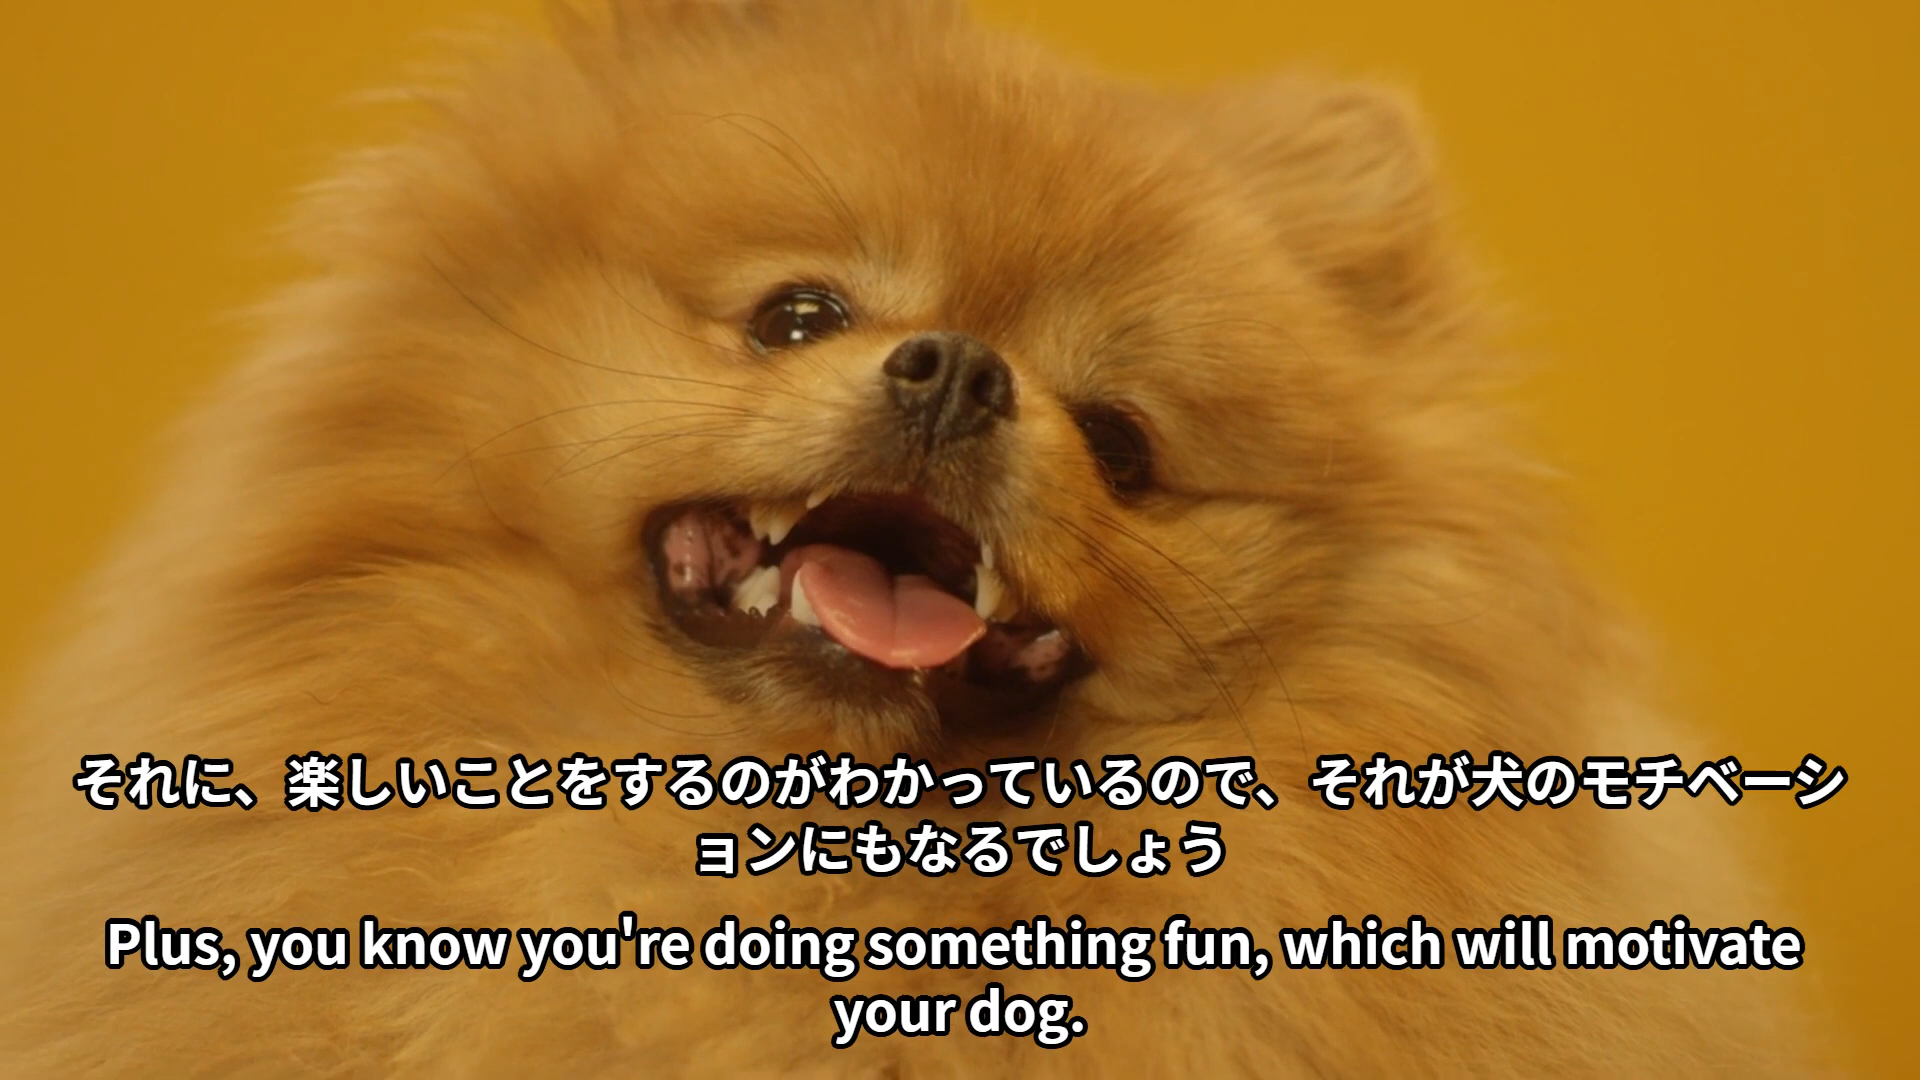 それに、楽しいことをするのがわかっているので、それが犬のモチベーシ
ョンにもなるでしょう
Plus, you know you're doing something fun, which will motivate
your dog.